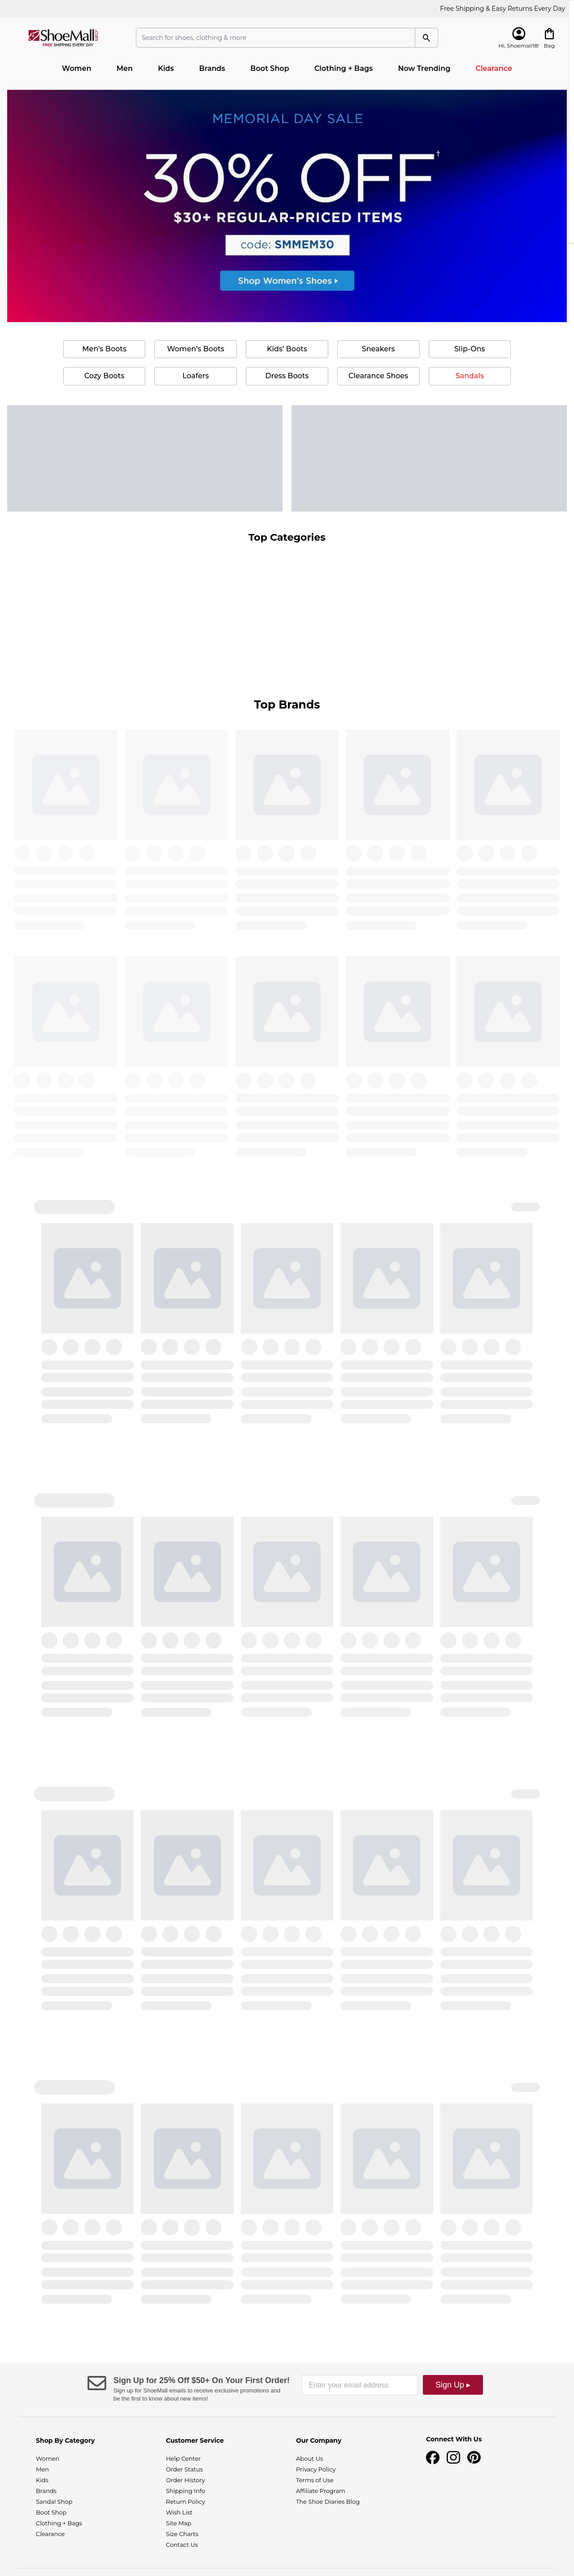 Free Shipping & Easy Returns Every Day
ShoeMall
FREE SHIPPING EVERY DAY
Search for shoes, clothing & more
Hi, Shoemall18!
Bag
Women
Men
Kids
Brands
Boot Shop
Clothing + Bags
Now Trending
Clearance
MEMORIAL DAY SALE
30% OFF†
$30+ REGULAR-PRICED ITEMS
code: SMMEM30
Shop Women's Shoes ▸
Men's Boots
Women's Boots
Kids' Boots
Sneakers
Slip-Ons
Cozy Boots
Loafers
Dress Boots
Clearance Shoes
Sandals
Top Categories
Top Brands
Sign Up for 25% Off $50+ On Your First Order!
Sign up for ShoeMall emails to receive exclusive promotions and
be the first to know about new items!
Enter your email address
Sign Up ▸
Shop By Category
Women
Men
Kids
Brands
Sandal Shop
Boot Shop
Clothing + Bags
Clearance
Customer Service
Help Center
Order Status
Order History
Shipping Info
Return Policy
Wish List
Site Map
Size Charts
Contact Us
Our Company
About Us
Privacy Policy
Terms of Use
Affiliate Program
The Shoe Diaries Blog
Connect With Us